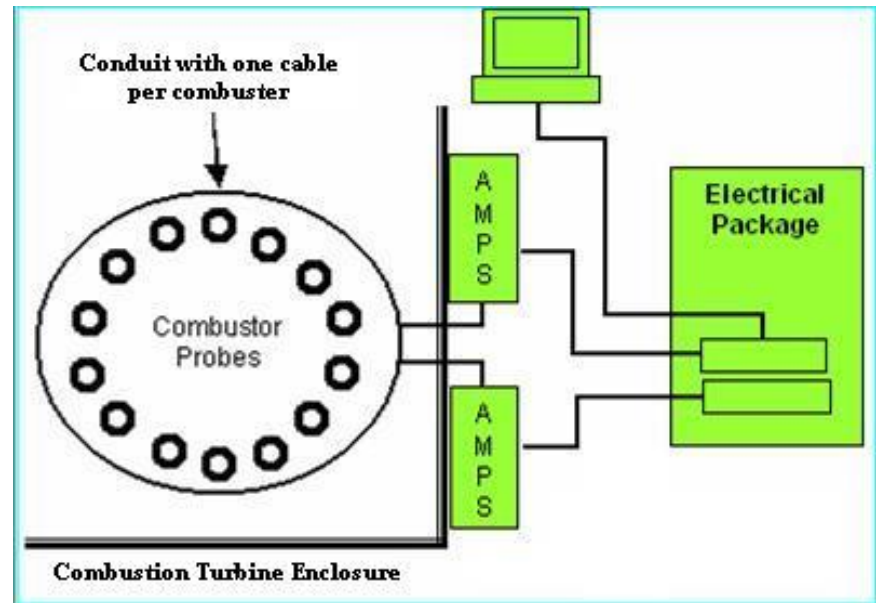 Conduit with one cable
per combuster
A
M
P
S
Electrical
Package
Combustor
Probes
A
M
P
S
Combustion Turbine Enclosure